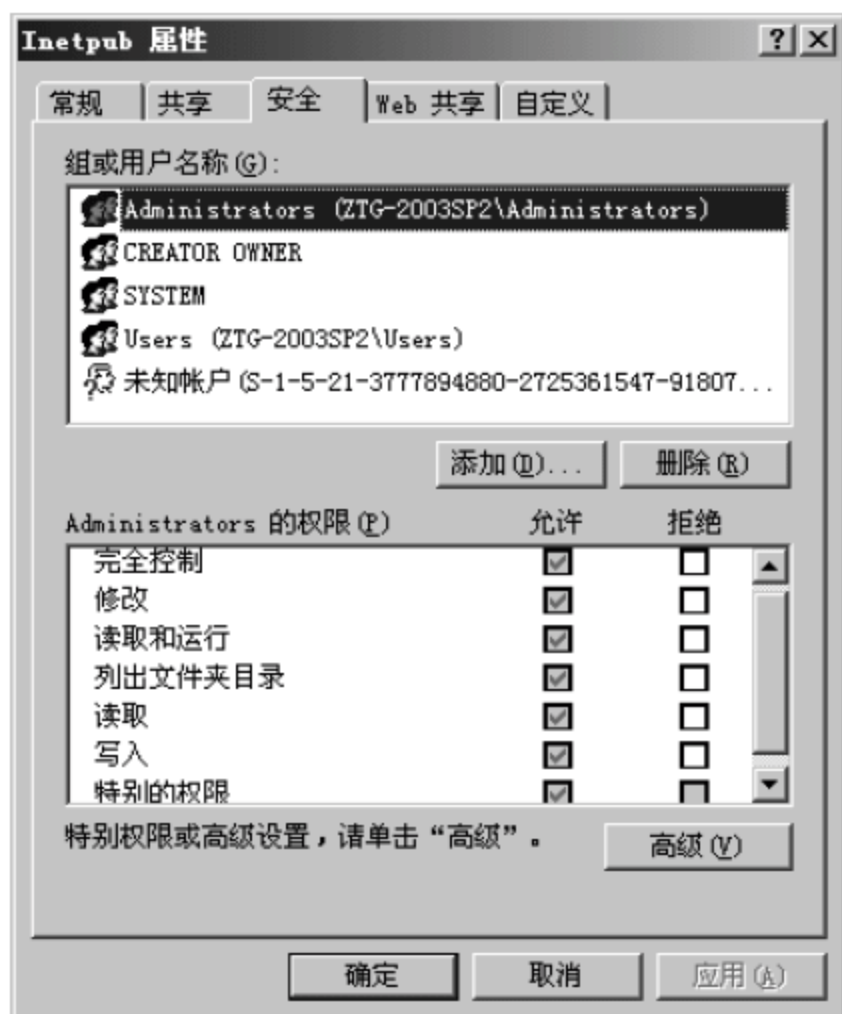 Inetpub 属性
常规 共享 安全 Web 共享 自定义
组或用户名称(G):
Administrators (ZTG-2003SP2\Administrators)
CREATOR OWNER
SYSTEM
Users (ZTG-2003SP2\Users)
未知帐户(S-1-5-21-3777894880-2725361547-91807...
添加(D)... 删除(R)
Administrators 的权限(P) 允许 拒绝
完全控制
修改
读取和运行
列出文件夹目录
读取
写入
特别的权限
特别权限或高级设置，请单击“高级”。 高级(V)
确定 取消 应用(A)